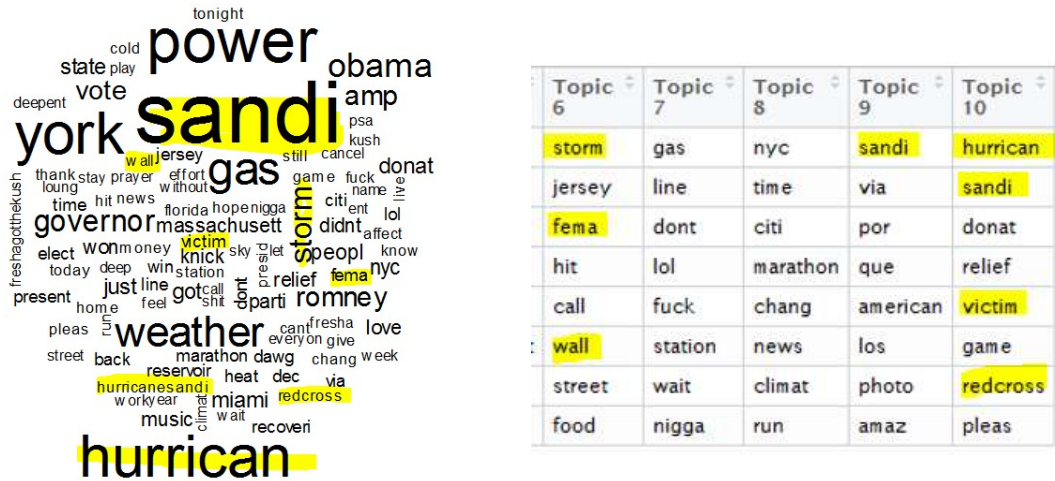 tonight
power
cold
state play
obama
vote
amp
deepent
sandi
psa
york
kush
wall jersey
gas
still cancel
donat
thank stay prayer effort
game fuck
live
loung
without
name
time hit news
florida hopenigga
citi ent lol
freshagotthekush
governor massachusett
storm
didnt affect
elect won money
victim
knick sky let
presid
peopl know
today deep win station
relief fema nyc
present
just line got call
dont
parti romney
home feel shit
pleas run
weather
cant fresha love
everyon give
street back
marathon dawg chang week
reservoir
hurricanesandi
heat dec via
workyear
climat
miami redcross
music
wait
recoveri
hurrican
Topic 6 Topic 7 Topic 8 Topic 9 Topic 10
storm gas nyc sandi hurrican
jersey line time via sandi
fema dont citi por donat
hit lol marathon que relief
call fuck chang american victim
wall station news los game
street wait climat photo redcross
food nigga run amaz pleas